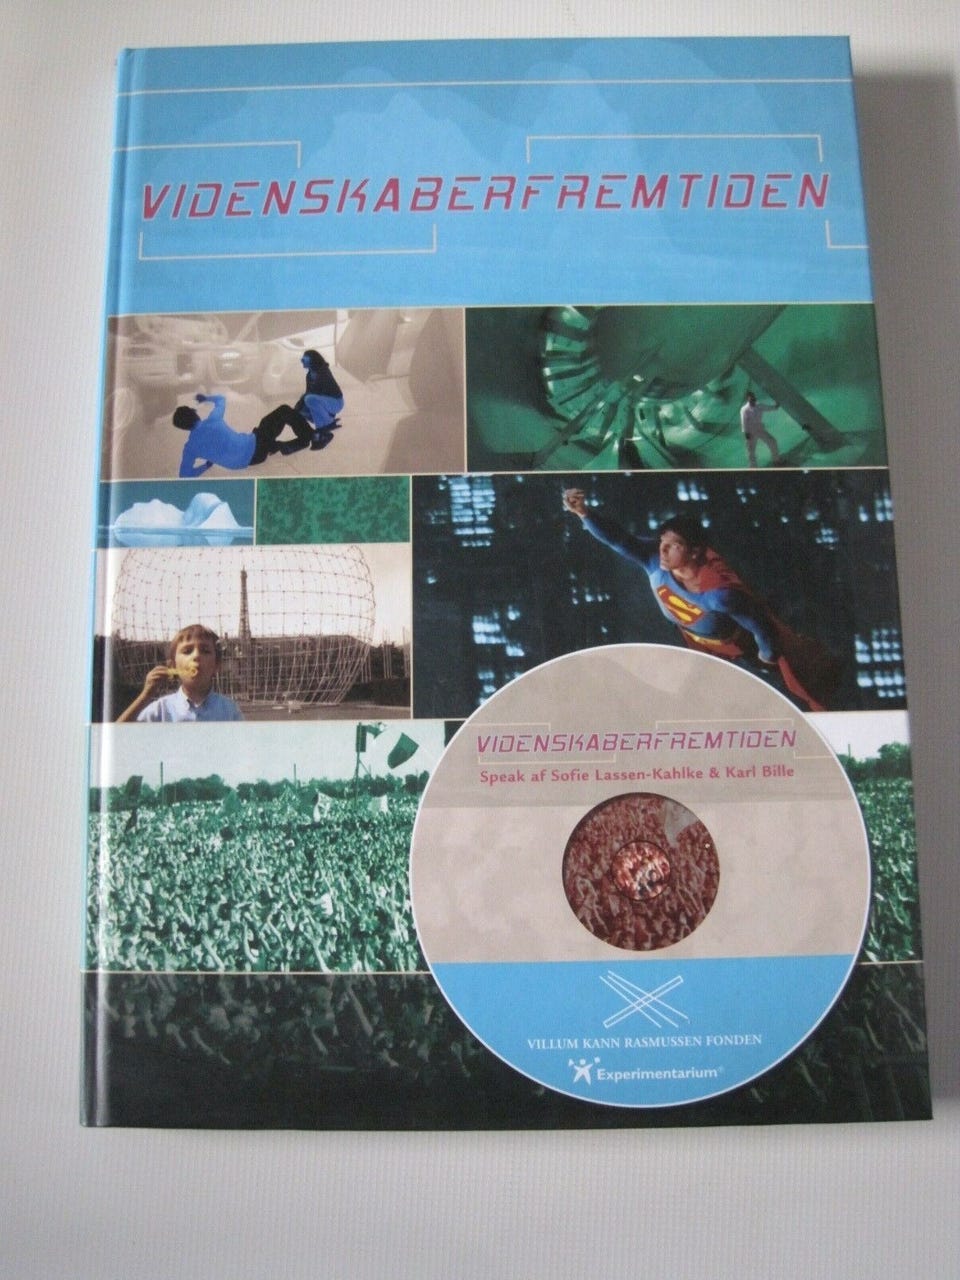 VIDENSKABERFREMTIDEN
VIDENSKABERFREMTIDEN
Speak af Sofie Lassen-Kahlke & Karl Bille
VILLUM KANN RASMUSSEN FONDEN
Experimentarium®